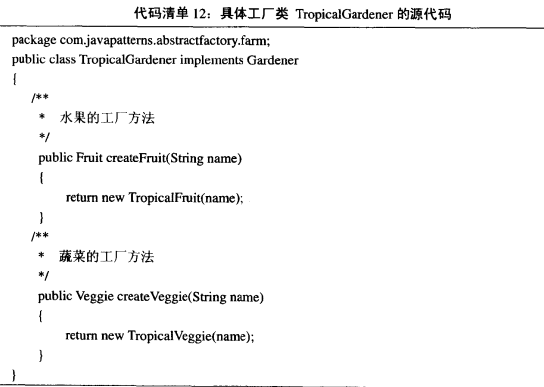 代码清单 12：具体工厂类 TropicalGardener 的源代码
package com.javapatterns.abstractfactory.farm;
public class TropicalGardener implements Gardener
{
/**
* 水果的工厂方法
*/
public Fruit createFruit(String name)
{
return new TropicalFruit(name);
}
/**
* 蔬菜的工厂方法
*/
public Veggie createVeggie(String name)
{
return new TropicalVeggie(name);
}
}